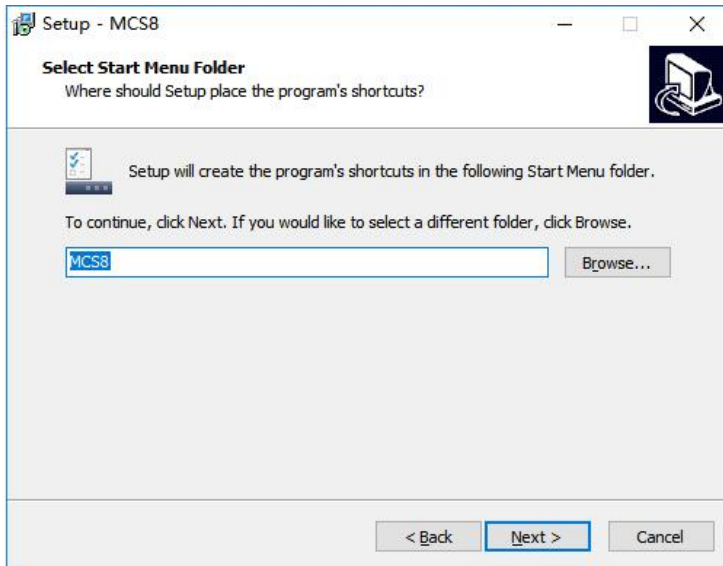 Setup - MCS8
Select Start Menu Folder
Where should Setup place the program's shortcuts?
Setup will create the program's shortcuts in the following Start Menu folder.
To continue, click Next. If you would like to select a different folder, click Browse.
MCS8
Browse...
< Back
Next >
Cancel